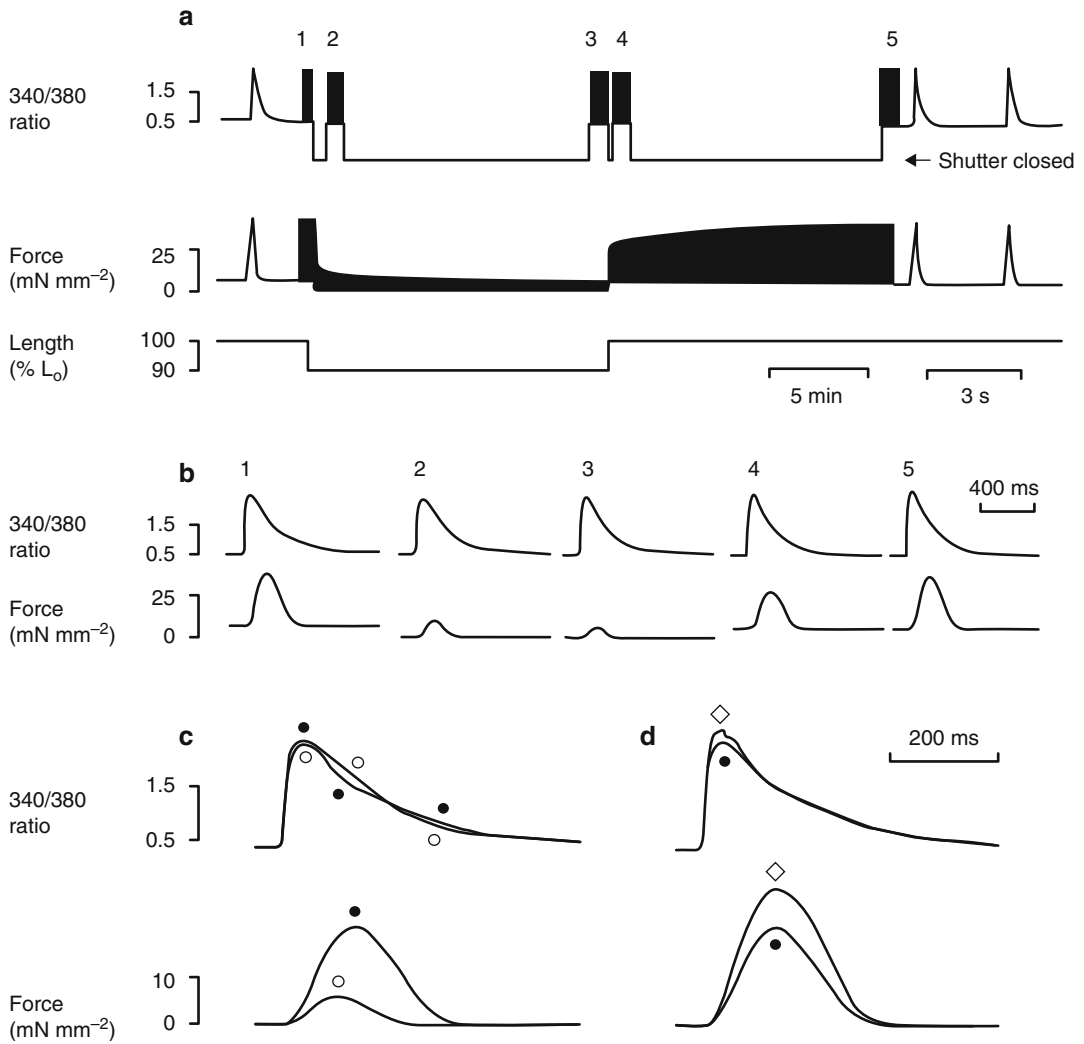 a
1 2 3 4 5
340/380
ratio
1.5
0.5
← Shutter closed
Force
(mN mm⁻²)
25
0
Length
(% Lₒ)
100
90
5 min 3 s
b
1 2 3 4 5
400 ms
340/380
ratio
1.5
0.5
Force
(mN mm⁻²)
25
0
c d
200 ms
340/380
ratio
1.5
0.5
Force
(mN mm⁻²)
10
0